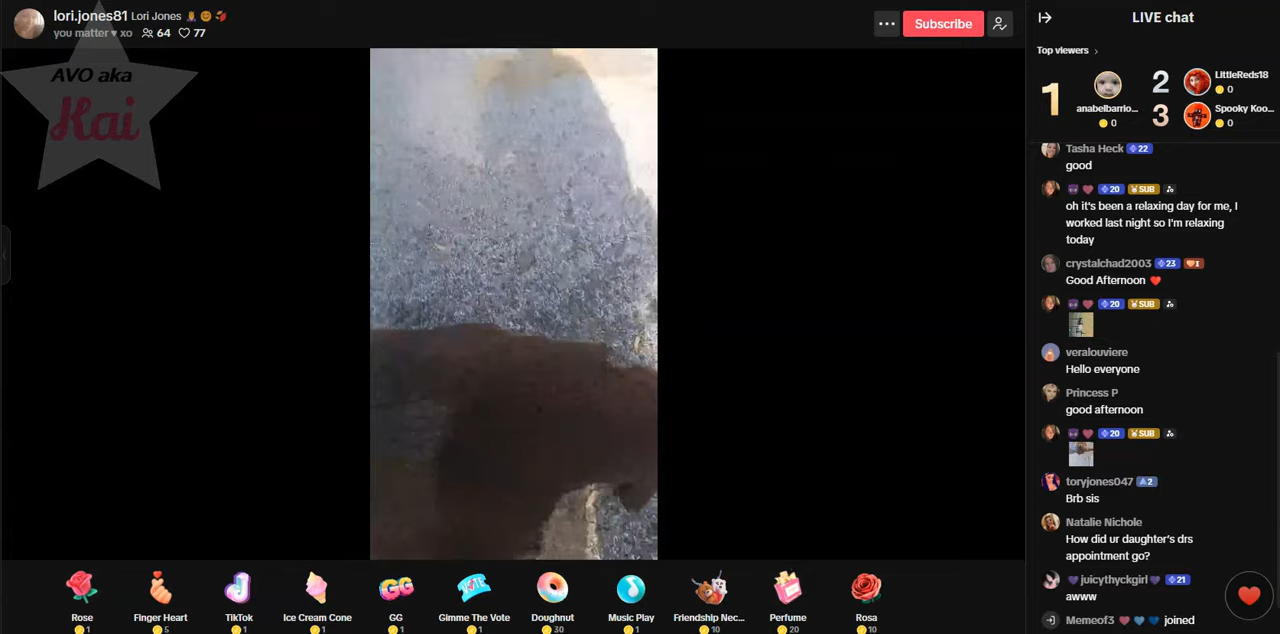 lori.jones81 Lori Jones
you matter ♥ xo 64 77
Subscribe
LIVE chat
AVO aka
Kai
Top viewers
1
anabelbarrio...
0
2
LittleReds18
0
3
Spooky Koo...
0
Tasha Heck 22
good
20 SUB
oh it's been a relaxing day for me, I
worked last night so I'm relaxing
today
crystalchad2003 23 I
Good Afternoon ❤️
20 SUB
veralouviere
Hello everyone
Princess P
good afternoon
20 SUB
toryjones047 2
Brb sis
Natalie Nichole
How did ur daughter's drs
appointment go?
💜juicythyckgirl💜 21
awww
Memeof3 joined
GG
VOTE
Rose
1
Finger Heart
5
TikTok
1
Ice Cream Cone
1
GG
1
Gimme The Vote
1
Doughnut
30
Music Play
1
Friendship Nec...
10
Perfume
20
Rosa
10